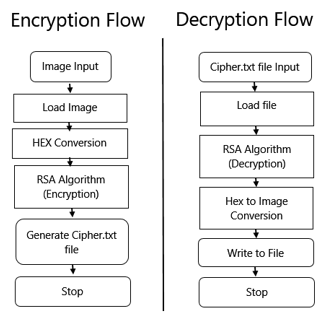 Encryption Flow
Image Input
Load Image
HEX Conversion
RSA Algorithm
(Encryption)
Generate Cipher.txt
file
Stop
Decryption Flow
Cipher.txt file Input
Load file
RSA Algorithm
(Decryption)
Hex to Image
Conversion
Write to File
Stop